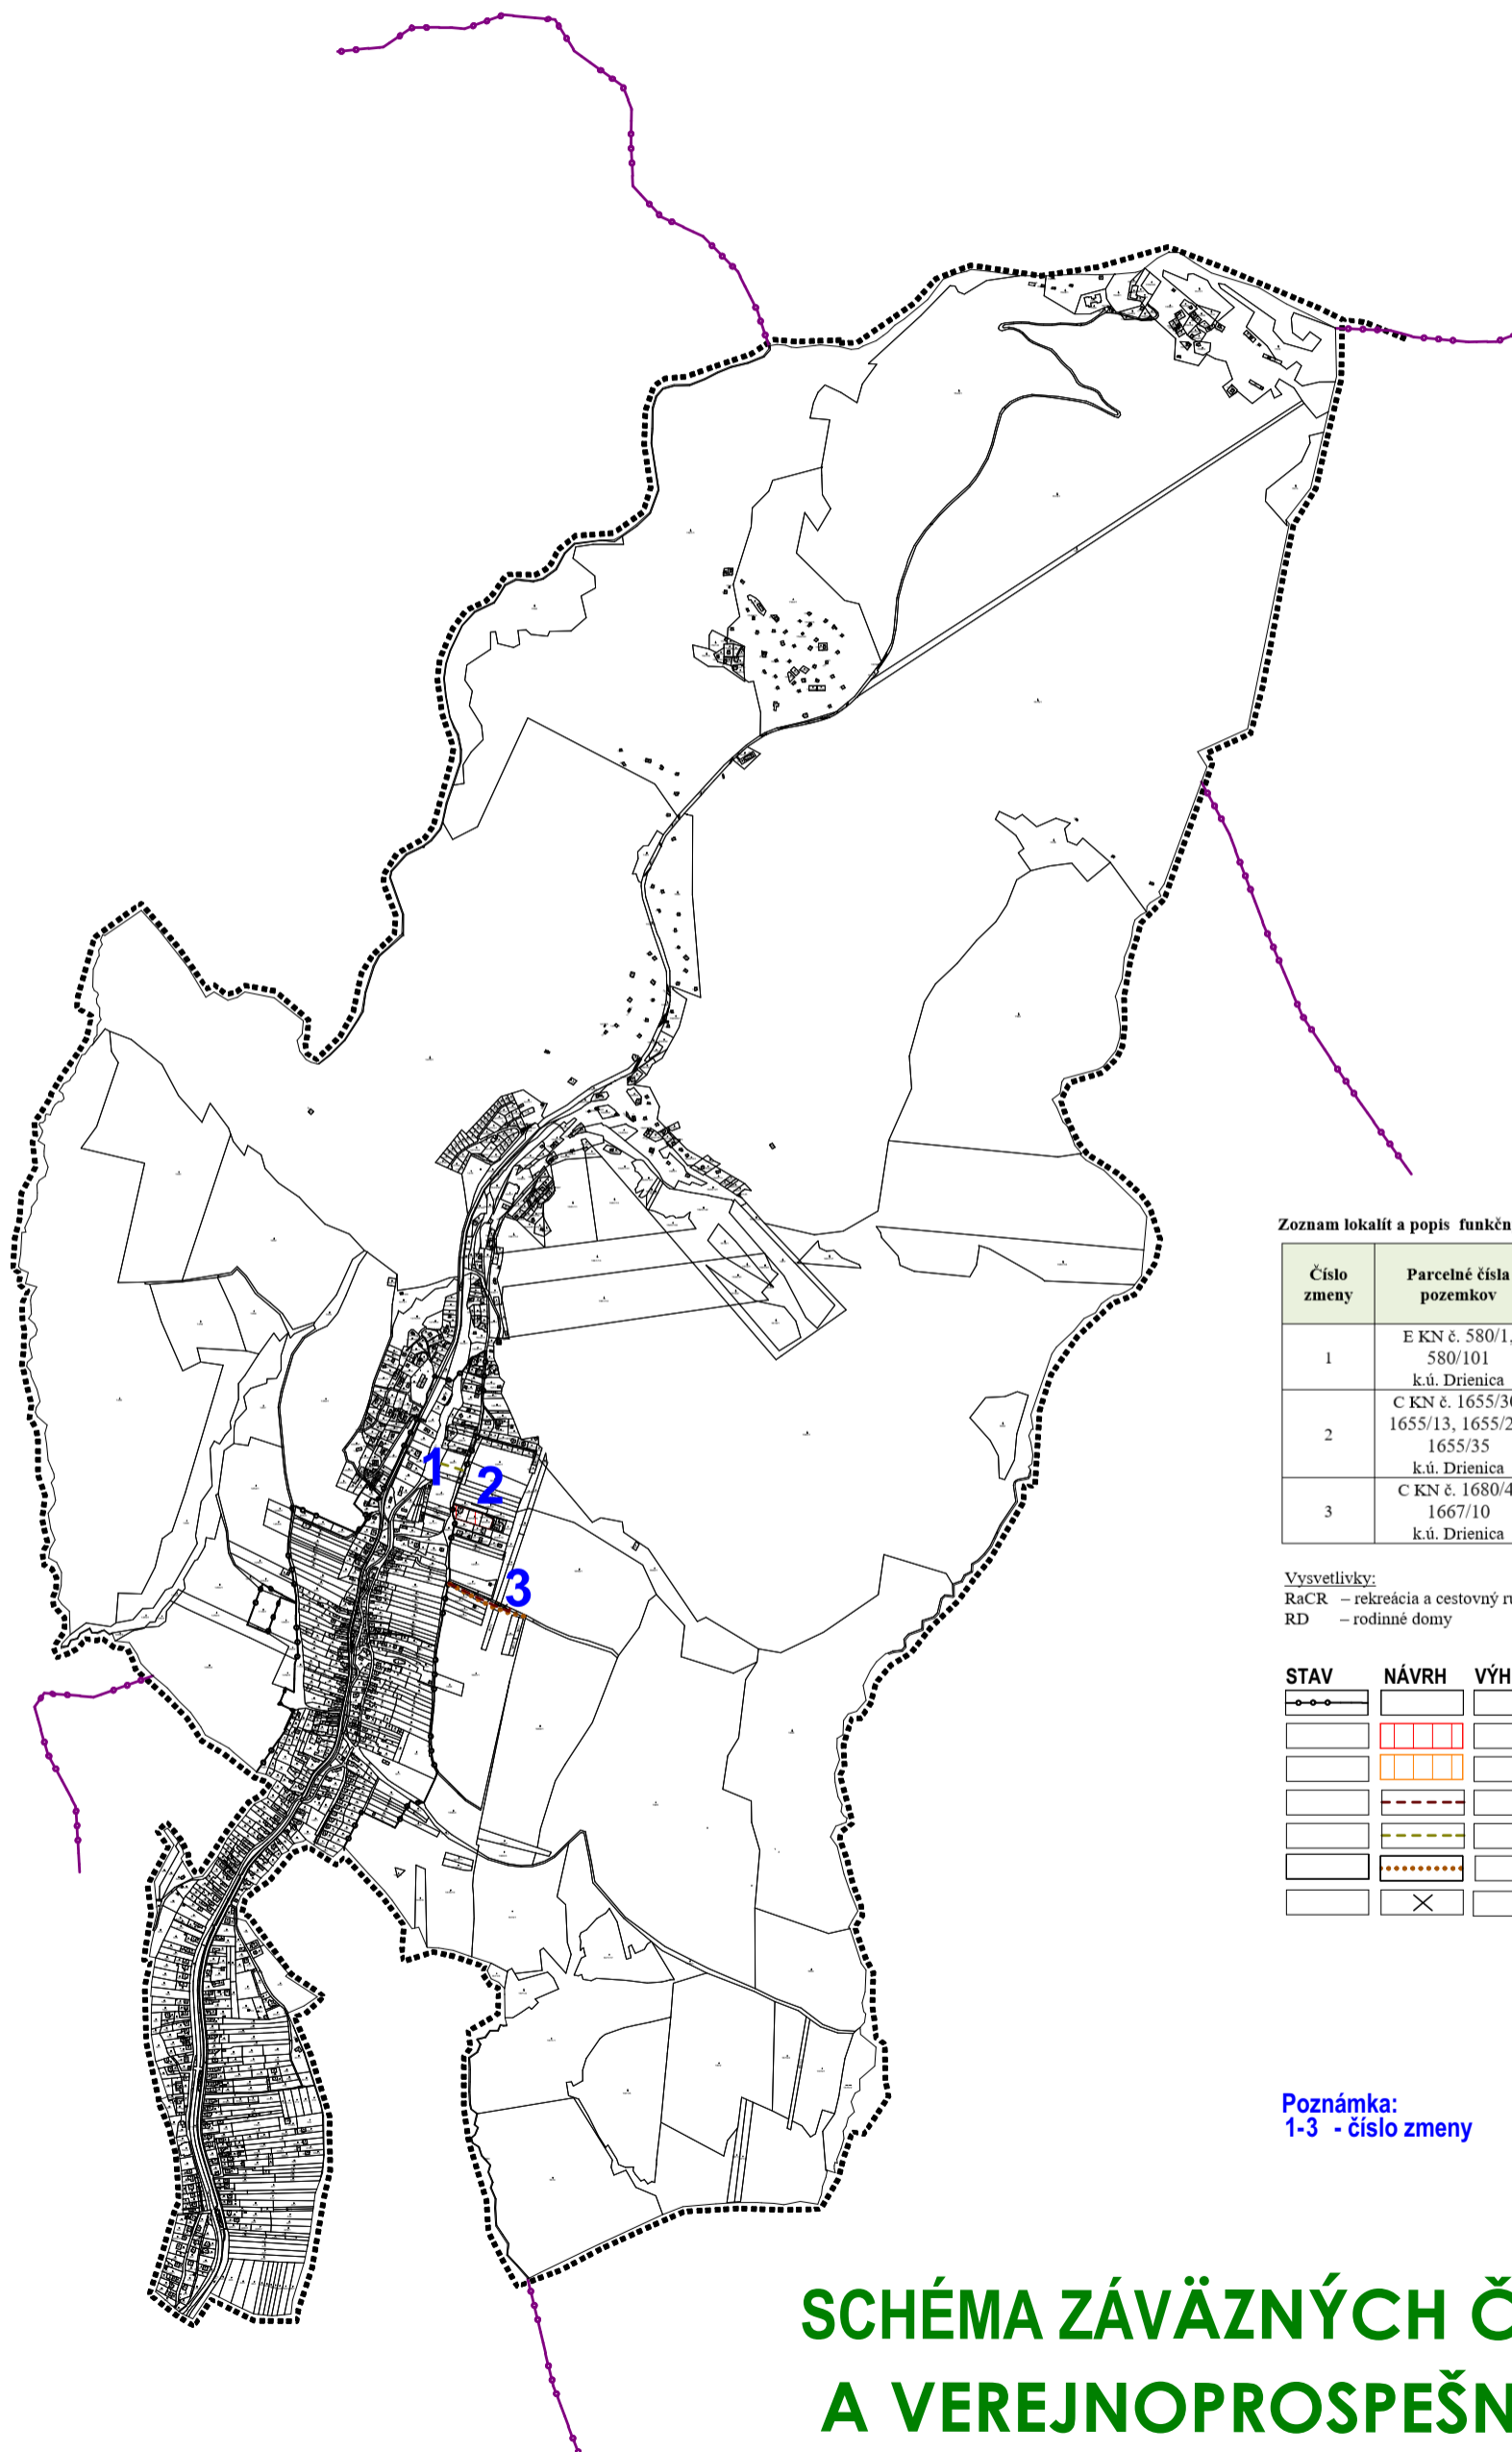 1
2
3
Zoznam lokalít a popis funkčn
Číslo zmeny
Parcelné čísla pozemkov
1
E KN č. 580/1,
580/101
k.ú. Drienica
2
C KN č. 1655/30
1655/13, 1655/2
1655/35
k.ú. Drienica
3
C KN č. 1680/4
1667/10
k.ú. Drienica
Vysvetlivky:
RaCR – rekreácia a cestovný ru
RD – rodinné domy
STAV NÁVRH VÝH
Poznámka:
1-3 - číslo zmeny
SCHÉMA ZÁVÄZNÝCH Č
A VEREJNOPROSPEŠN